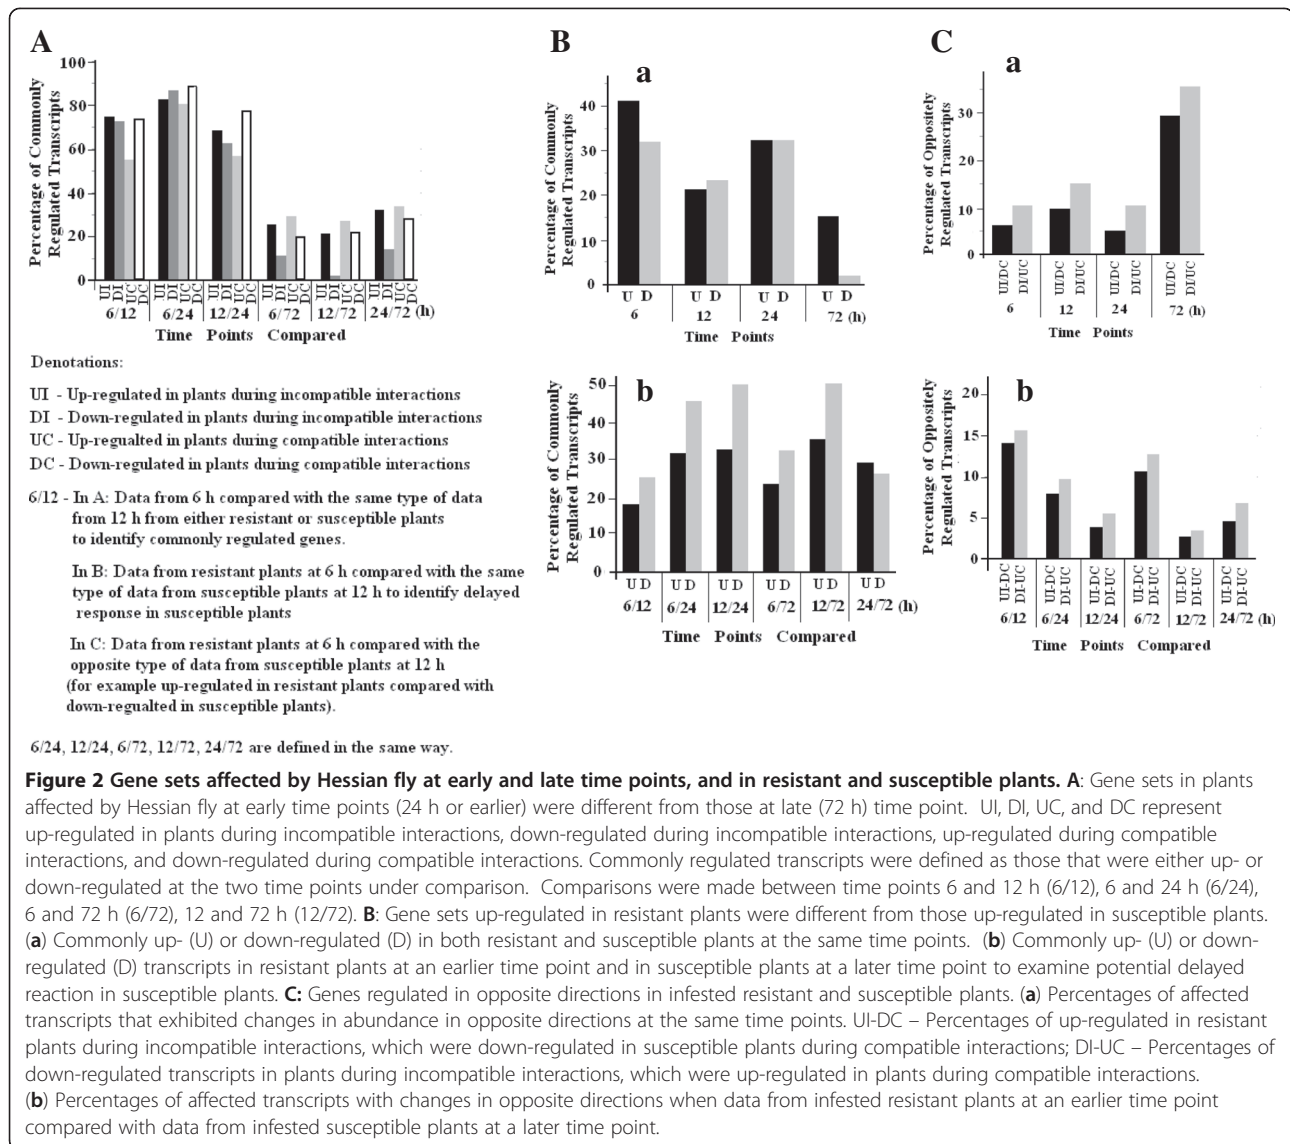 A
Percentage of Commonly
Regulated Transcripts
100
80
60
40
20
0
UI DI UC DC UI DI UC DC UI DI UC DC UI DI UC DC UI DI UC DC UI DI UC DC
6/12 6/24 12/24 6/72 12/72 24/72 (h)
Time Points Compared
Denotations:
UI - Up-regulated in plants during incompatible interactions
DI - Down-regulated in plants during incompatible interactions
UC - Up-regualted in plants during compatible interactions
DC - Down-regulated in plants during compatible interactions
6/12 - In A: Data from 6 h compared with the same type of data
from 12 h from either resistant or susceptible plants
to identify commonly regulated genes.
In B: Data from resistant plants at 6 h compared with the same
type of data from susceptible plants at 12 h to identify delayed
response in susceptible plants
In C: Data from resistant plants at 6 h compared with the
opposite type of data from susceptible plants at 12 h
(for example up-regulated in resistant plants compared with
down-regualted in susceptible plants).
6/24, 12/24, 6/72, 12/72, 24/72 are defined in the same way.
B
a
Percentage of Commonly
Regulated Transcripts
40
30
20
10
0
U D U D U D U D
6 12 24 72 (h)
Time Points
b
Percentage of Commonly
Regulated Transcripts
50
40
30
20
10
0
U D U D U D U D U D U D
6/12 6/24 12/24 6/72 12/72 24/72 (h)
Time Points Compared
C
a
Percentage of Oppositely
Regulated Transcripts
30
20
10
0
UI/DC DI/UC UI/DC DI/UC UI/DC DI/UC UI/DC DI/UC
6 12 24 72 (h)
Time Points
b
Percentage of Oppositely
Regulated Transcripts
20
15
10
5
0
UI-DC DI-UC UI-DC DI-UC UI-DC DI-UC UI-DC DI-UC UI-DC DI-UC UI-DC DI-UC
6/12 6/24 12/24 6/72 12/72 24/72 (h)
Time Points Compared
Figure 2 Gene sets affected by Hessian fly at early and late time points, and in resistant and susceptible plants. A: Gene sets in plants
affected by Hessian fly at early time points (24 h or earlier) were different from those at late (72 h) time point. UI, DI, UC, and DC represent
up-regulated in plants during incompatible interactions, down-regulated during incompatible interactions, up-regulated during compatible
interactions, and down-regulated during compatible interactions. Commonly regulated transcripts were defined as those that were either up- or
down-regulated at the two time points under comparison. Comparisons were made between time points 6 and 12 h (6/12), 6 and 24 h (6/24),
6 and 72 h (6/72), 12 and 72 h (12/72). B: Gene sets up-regulated in resistant plants were different from those up-regulated in susceptible plants.
(a) Commonly up- (U) or down-regulated (D) in both resistant and susceptible plants at the same time points. (b) Commonly up- (U) or down-
regulated (D) transcripts in resistant plants at an earlier time point and in susceptible plants at a later time point to examine potential delayed
reaction in susceptible plants. C: Genes regulated in opposite directions in infested resistant and susceptible plants. (a) Percentages of affected
transcripts that exhibited changes in abundance in opposite directions at the same time points. UI-DC – Percentages of up-regulated in resistant
plants during incompatible interactions, which were down-regulated in susceptible plants during compatible interactions; DI-UC – Percentages of
down-regulated transcripts in plants during incompatible interactions, which were up-regulated in plants during compatible interactions.
(b) Percentages of affected transcripts with changes in opposite directions when data from infested resistant plants at an earlier time point
compared with data from infested susceptible plants at a later time point.